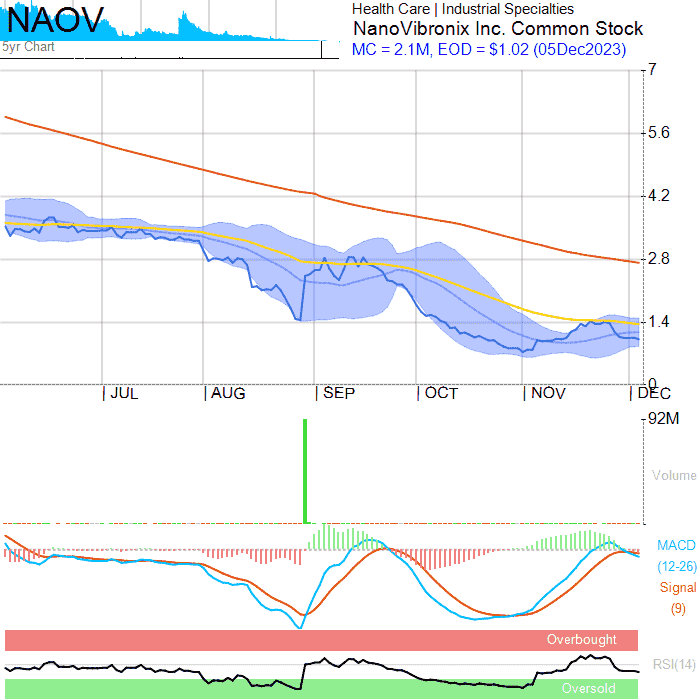 NAOV
5yr Chart
Health Care | Industrial Specialties
NanoVibronix Inc. Common Stock
MC = 2.1M, EOD = $1.02 (05Dec2023)
7
5.6
4.2
2.8
1.4
0
| JUL | AUG | SEP | OCT | NOV | DEC
92M
Volume
MACD
(12-26)
Signal
(9)
Overbought
RSI(14)
Oversold